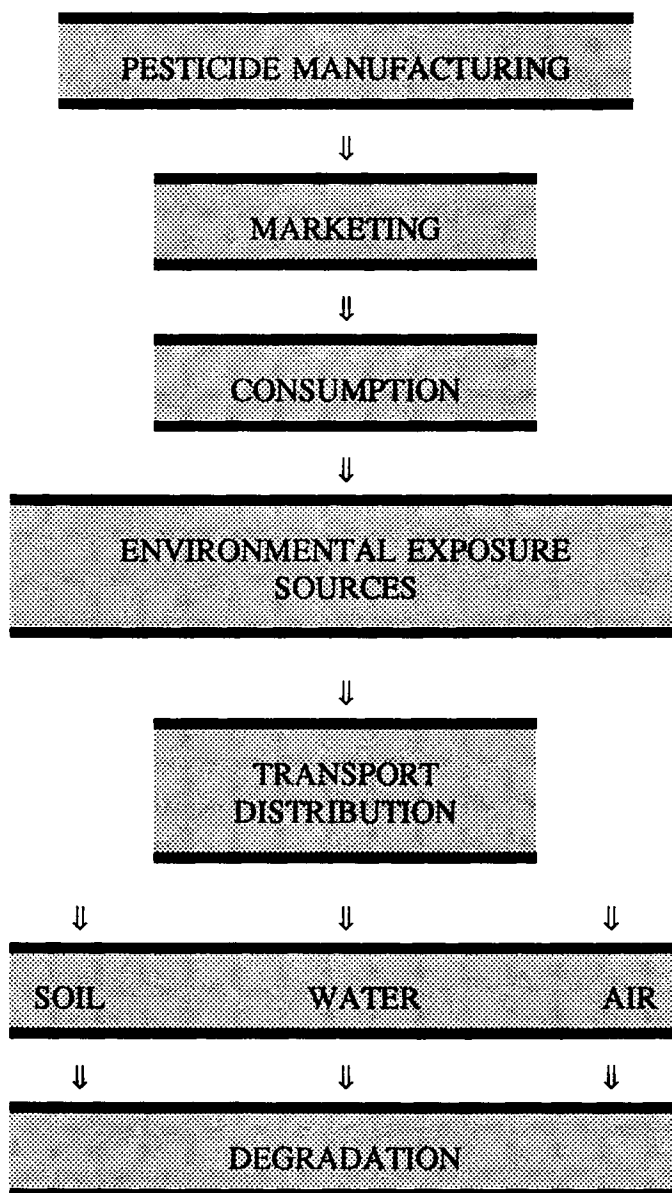 PESTICIDE MANUFACTURING
⇓
MARKETING
⇓
CONSUMPTION
⇓
ENVIRONMENTAL EXPOSURE
SOURCES
⇓
TRANSPORT
DISTRIBUTION
⇓ ⇓ ⇓
SOIL WATER AIR
⇓ ⇓ ⇓
DEGRADATION